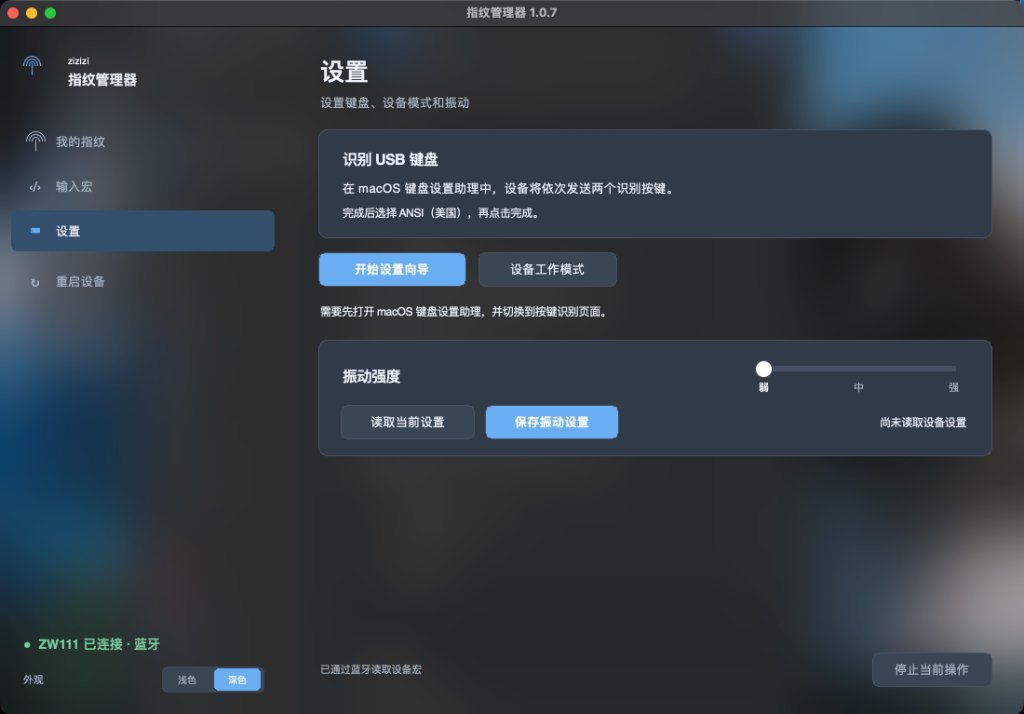 指纹管理器 1.0.7
zizizi
指纹管理器
我的指纹
输入宏
设置
重启设备
ZW111 已连接 · 蓝牙
外观
浅色
深色
设置
设置键盘、设备模式和振动
识别 USB 键盘
在 macOS 键盘设置助理中，设备将依次发送两个识别按键。
完成后选择 ANSI（美国），再点击完成。
开始设置向导
设备工作模式
需要先打开 macOS 键盘设置助理，并切换到按键识别页面。
振动强度
弱
中
强
读取当前设置
保存振动设置
尚未读取设备设置
已通过蓝牙读取设备宏
停止当前操作